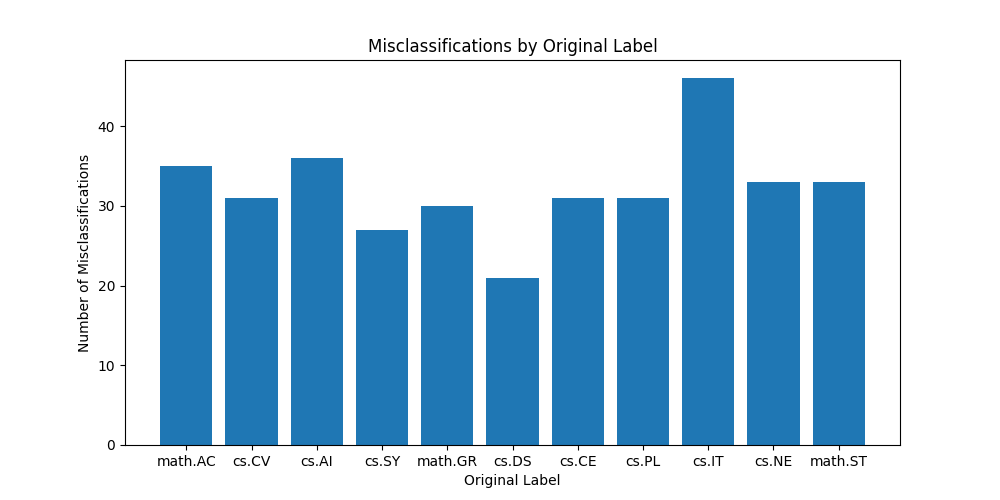 Misclassifications by Original Label
Number of Misclassifications
40
30
20
10
0
math.AC cs.CV cs.AI cs.SY math.GR cs.DS cs.CE cs.PL cs.IT cs.NE math.ST
Original Label